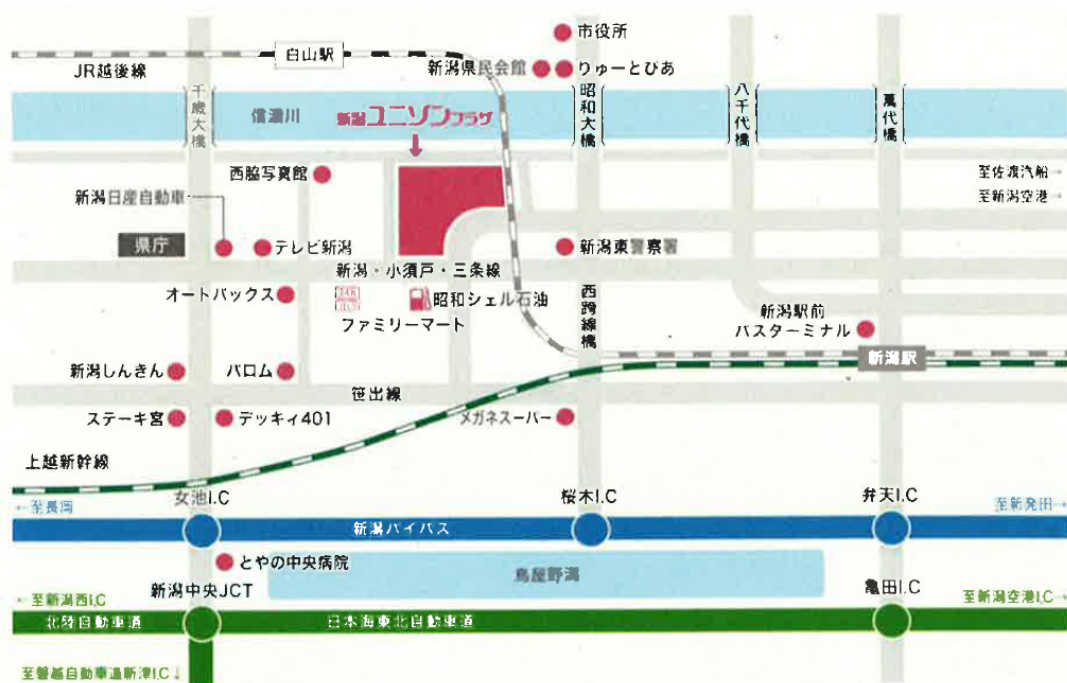 市役所
白山駅
新潟県民会館
りゅーとぴあ
JR越後線
千歳大橋
信濃川
新潟ユニゾンプラザ
昭和大橋
八千代橋
萬代橋
西脇写真館
至佐渡汽船→
至新潟空港→
新潟日産自動車
県庁
テレビ新潟
新潟東警察署
新潟・小須戸・三条線
オートバックス
昭和シェル石油
ファミリーマート
西跨線橋
新潟駅前
バスターミナル
新潟駅
新潟しんきん
バロム
笹出線
ステーキ宮
デッキィ401
メガネスーパー
上越新幹線
女池I.C
桜木I.C
弁天I.C
←至長岡
至新発田→
新潟バイパス
とやの中央病院
鳥屋野潟
新潟中央JCT
亀田I.C
←至新潟西I.C
至新潟空港I.C→
北陸自動車道
日本海東北自動車道
至磐越自動車道新津I.C↓